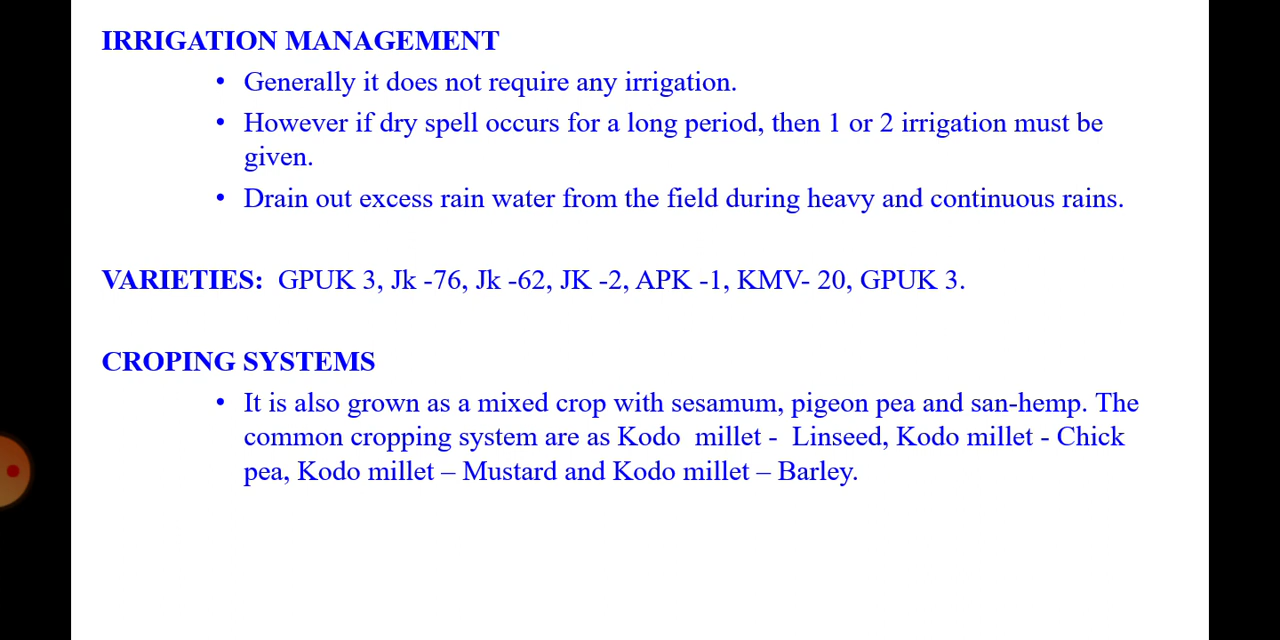 IRRIGATION MANAGEMENT
• Generally it does not require any irrigation.
• However if dry spell occurs for a long period, then 1 or 2 irrigation must be
given.
• Drain out excess rain water from the field during heavy and continuous rains.
VARIETIES:  GPUK 3, Jk -76, Jk -62, JK -2, APK -1, KMV- 20, GPUK 3.
CROPING SYSTEMS
• It is also grown as a mixed crop with sesamum, pigeon pea and san-hemp. The
common cropping system are as Kodo  millet -  Linseed, Kodo millet - Chick
pea, Kodo millet – Mustard and Kodo millet – Barley.